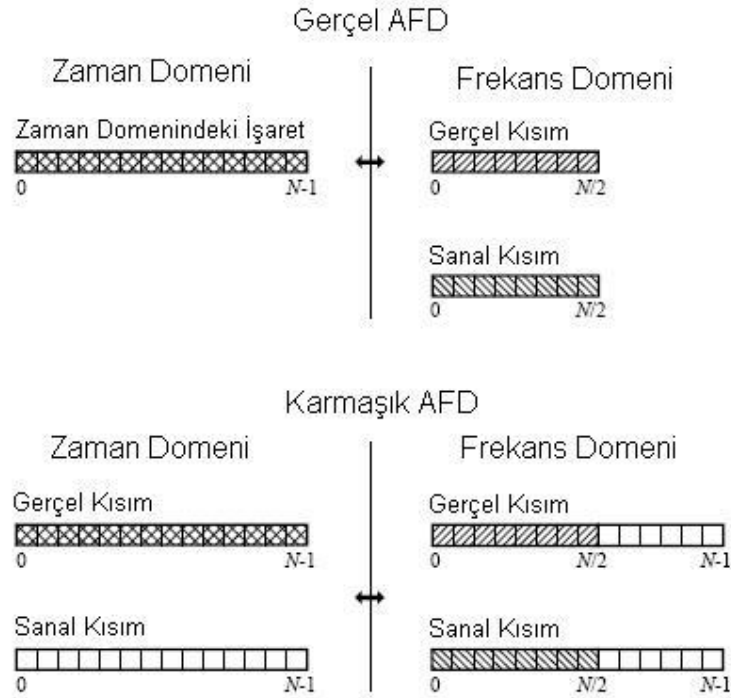 Gerçel AFD
Zaman Domeni
Frekans Domeni
Zaman Domenindeki İşaret
Gerçel Kısım
0
N-1
0
N/2
Sanal Kısım
0
N/2
Karmaşık AFD
Zaman Domeni
Frekans Domeni
Gerçel Kısım
Gerçel Kısım
0
N-1
0
N/2
N-1
Sanal Kısım
Sanal Kısım
0
N-1
0
N/2
N-1